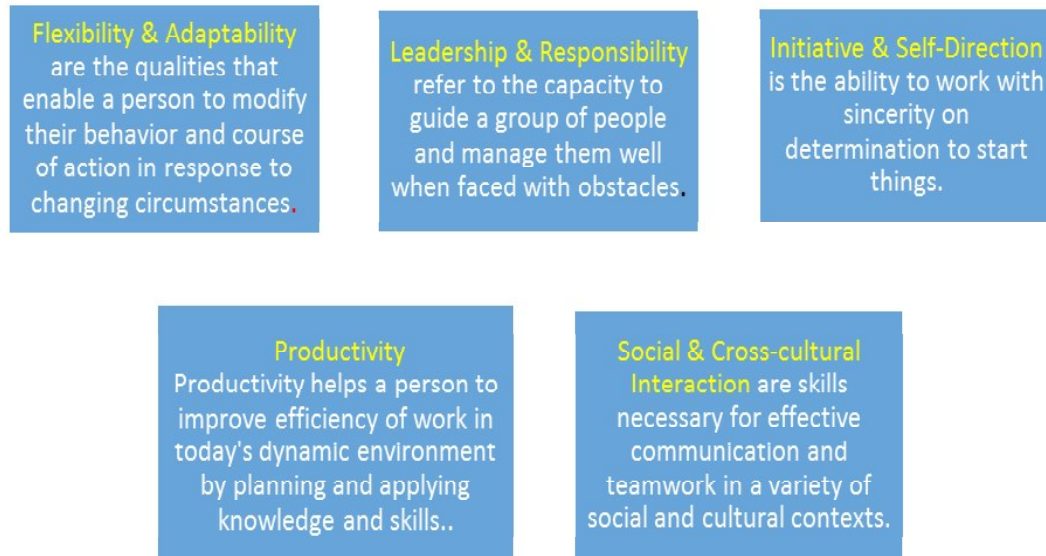 Flexibility & Adaptability
are the qualities that
enable a person to modify
their behavior and course
of action in response to
changing circumstances.
Leadership & Responsibility
refer to the capacity to
guide a group of people
and manage them well
when faced with obstacles.
Initiative & Self-Direction
is the ability to work with
sincerity on
determination to start
things.
Productivity
Productivity helps a person to
improve efficiency of work in
today's dynamic environment
by planning and applying
knowledge and skills..
Social & Cross-cultural
Interaction are skills
necessary for effective
communication and
teamwork in a variety of
social and cultural contexts.